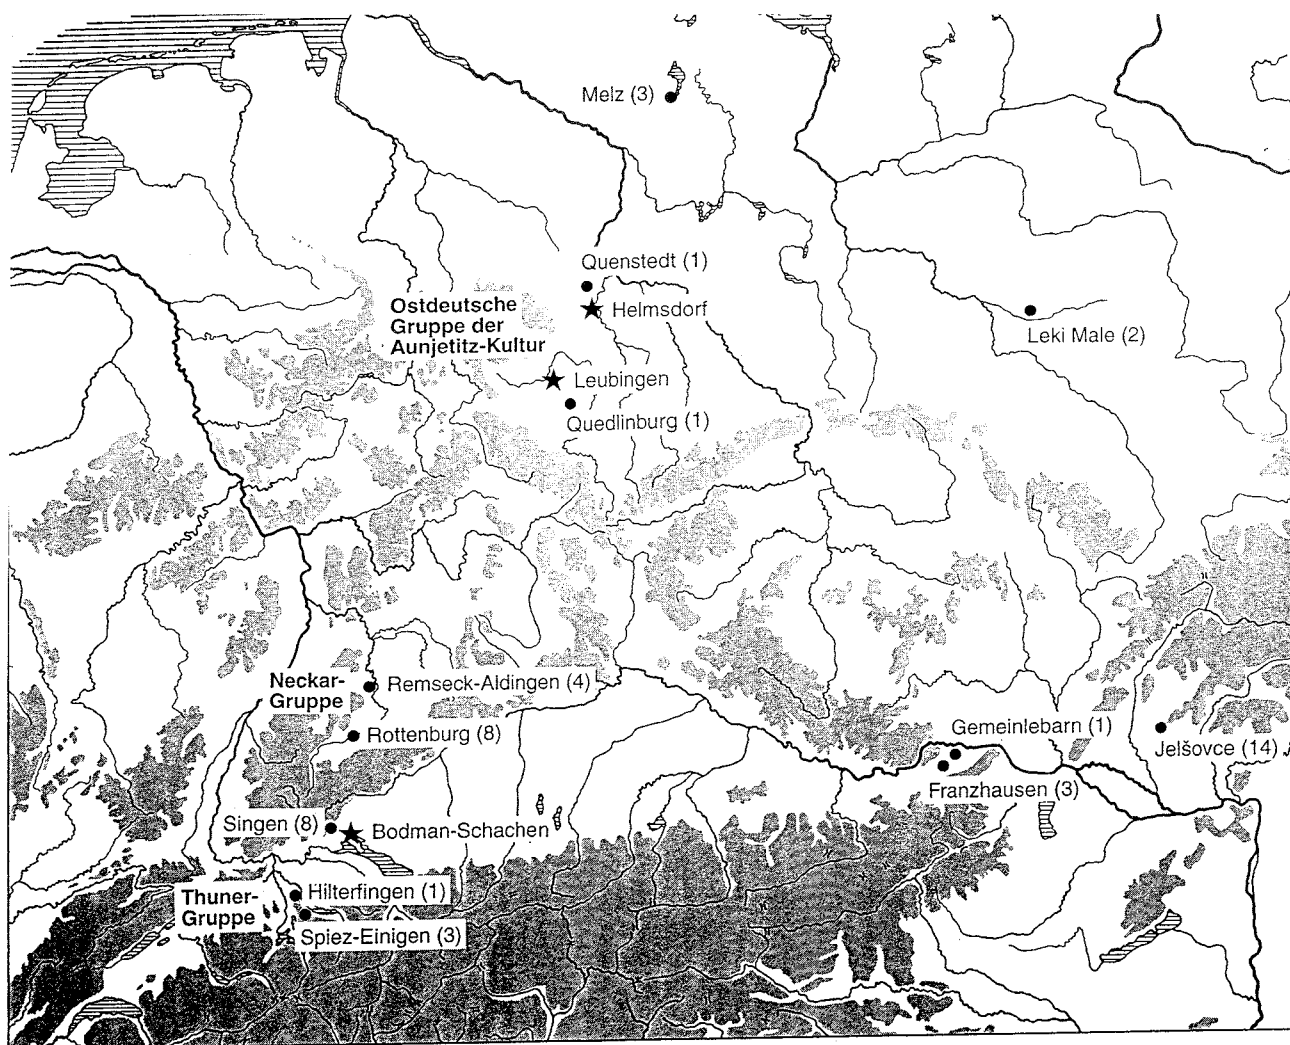 Melz (3)
Quenstedt (1)
Helmsdorf
Ostdeutsche
Gruppe der
Aunjetitz-Kultur
Leki Male (2)
Leubingen
Quedlinburg (1)
Neckar-
Gruppe
Remseck-Aldingen (4)
Rottenburg (8)
Gemeinlebarn (1)
Jelšovce (14)
Franzhausen (3)
Singen (8)
Bodman-Schachen
Thuner-
Gruppe
Hilterfingen (1)
Spiez-Einigen (3)